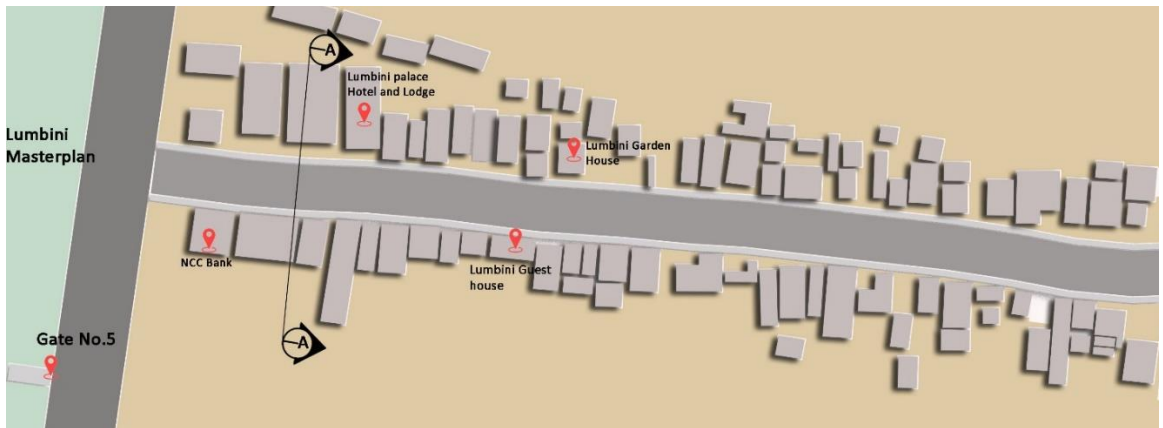 A
Lumbini palace
Hotel and Lodge
Lumbini
Masterplan
Lumbini Garden
House
NCC Bank
Lumbini Guest
house
Gate No.5
A